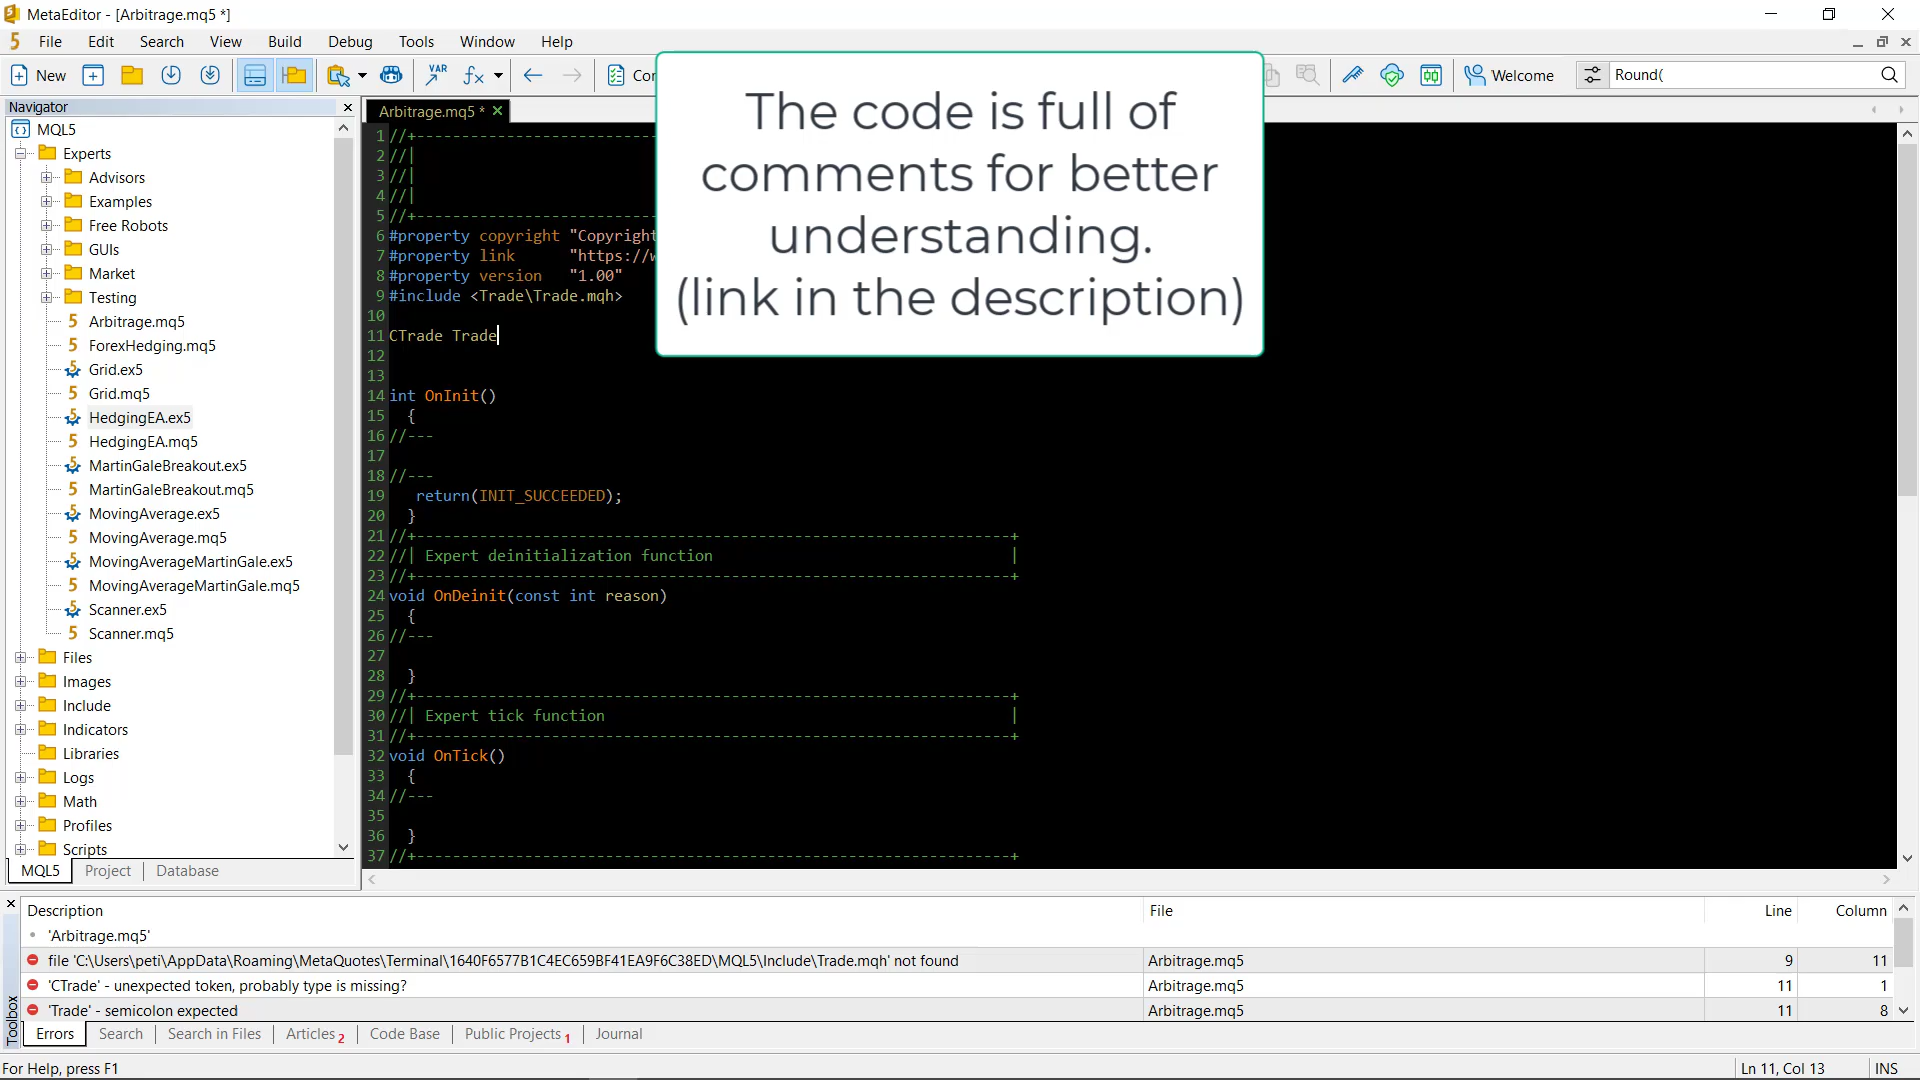 MetaEditor - [Arbitrage.mq5 *]
File Edit Search View Build Debug Tools Window Help
New VAR Welcome Round(
Navigator
Arbitrage.mq5 *
The code is full of
comments for better
understanding.
(link in the description)
MQL5
Experts
Advisors
Examples
Free Robots
GUIs
Market
Testing
Arbitrage.mq5
ForexHedging.mq5
Grid.ex5
Grid.mq5
HedgingEA.ex5
HedgingEA.mq5
MartinGaleBreakout.ex5
MartinGaleBreakout.mq5
MovingAverage.ex5
MovingAverage.mq5
MovingAverageMartinGale.ex5
MovingAverageMartinGale.mq5
Scanner.ex5
Scanner.mq5
Files
Images
Include
Indicators
Libraries
Logs
Math
Profiles
Scripts
MQL5 Project Database
1 //+---------------------------
2 //|
3 //|
4 //|
5 //+---------------------------
6 #property copyright "Copyright
7 #property link "https://w
8 #property version "1.00"
9 #include <Trade\Trade.mqh>
10
11 CTrade Trade
12
13
14 int OnInit()
15 {
16 //---
17
18 //---
19 return(INIT_SUCCEEDED);
20 }
21 //+------------------------------------------------------------------+
22 //| Expert deinitialization function |
23 //+------------------------------------------------------------------+
24 void OnDeinit(const int reason)
25 {
26 //---
27
28 }
29 //+------------------------------------------------------------------+
30 //| Expert tick function |
31 //+------------------------------------------------------------------+
32 void OnTick()
33 {
34 //---
35
36 }
37 //+------------------------------------------------------------------+
Description File Line Column
'Arbitrage.mq5'
file 'C:\Users\peti\AppData\Roaming\MetaQuotes\Terminal\1640F6577B1C4EC659BF41EA9F6C38ED\MQL5\Include\Trade.mqh' not found Arbitrage.mq5 9 11
'CTrade' - unexpected token, probably type is missing? Arbitrage.mq5 11 1
'Trade' - semicolon expected Arbitrage.mq5 11 8
Toolbox
Errors Search Search in Files Articles 2 Code Base Public Projects 1 Journal
For Help, press F1 Ln 11, Col 13 INS